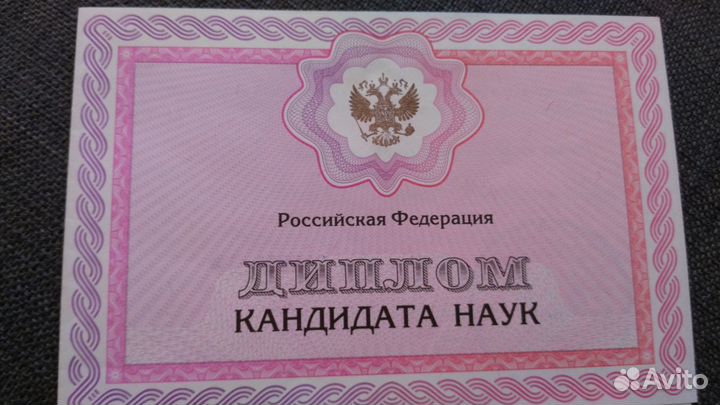 Российская Федерация
ДИПЛОМ
КАНДИДАТА НАУК
Avito